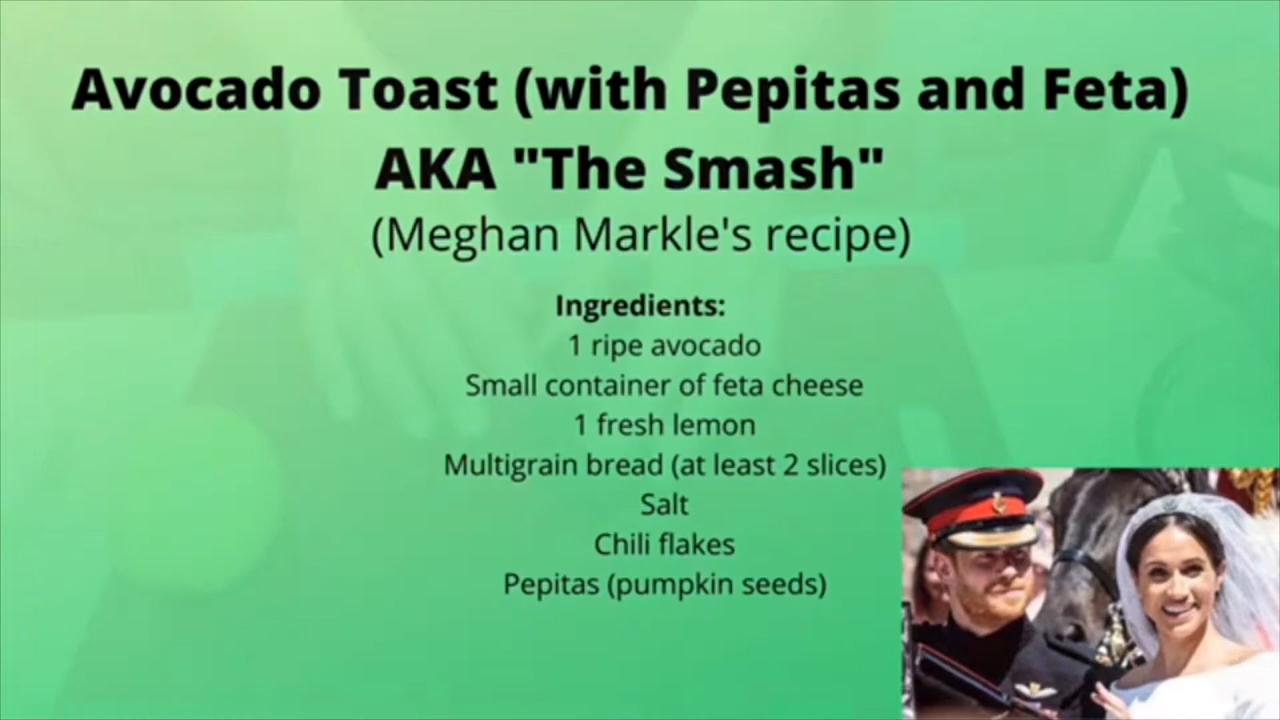 Avocado Toast (with Pepitas and Feta)
AKA "The Smash"
(Meghan Markle's recipe)
Ingredients:
1 ripe avocado
Small container of feta cheese
1 fresh lemon
Multigrain bread (at least 2 slices)
Salt
Chili flakes
Pepitas (pumpkin seeds)